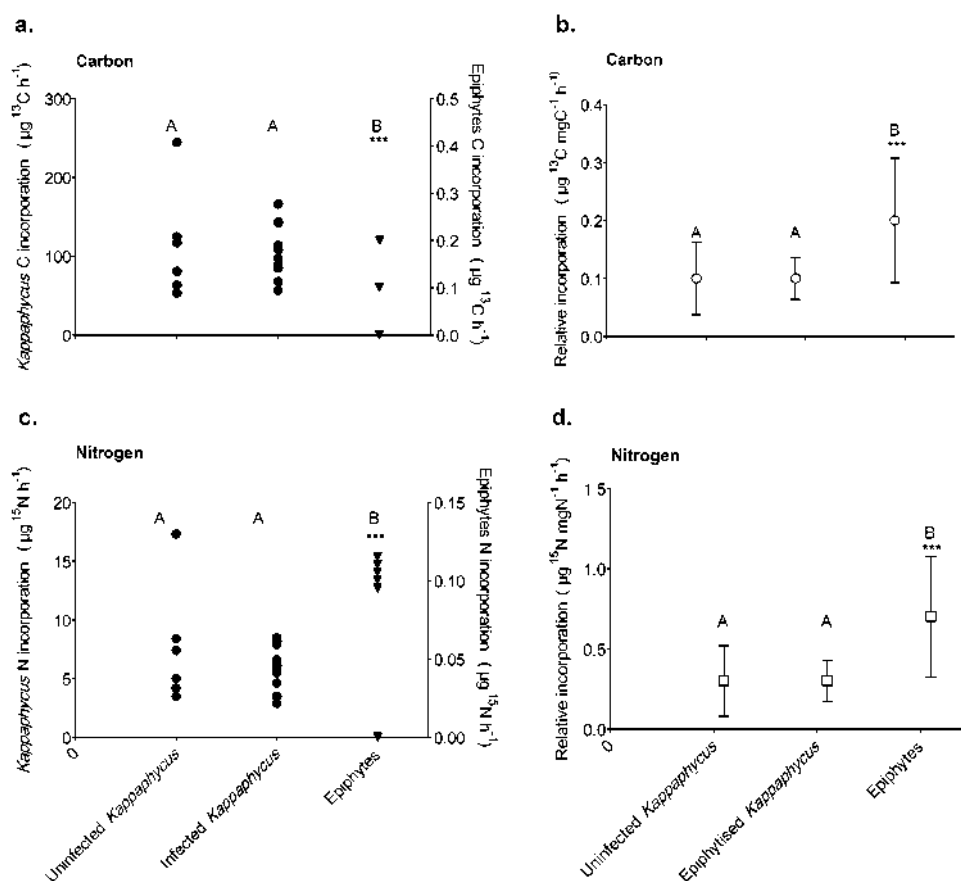 a.
Carbon
Kappaphycus C incorporation ( µg ¹³C h⁻¹)
300
200
100
0
A
A
B
***
0.5
0.4
0.3
0.2
0.1
0.0
Epiphytes C incorporation ( µg ¹³C h⁻¹)
b.
Carbon
Relative incorporation ( µg ¹³C mgC⁻¹ h⁻¹)
0.4
0.3
0.2
0.1
0.0
A
A
B
***
c.
Nitrogen
Kappaphycus N incorporation ( µg ¹⁵N h⁻¹)
20
15
10
5
0
A
A
B
***
0.15
0.10
0.05
0.00
Epiphytes N incorporation ( µg ¹⁵N h⁻¹)
0
Uninfected Kappaphycus
Infected Kappaphycus
Epiphytes
d.
Nitrogen
Relative incorporation ( µg ¹⁵N mgN⁻¹ h⁻¹)
1.5
1.0
0.5
0.0
A
A
B
***
0
Uninfected Kappaphycus
Epiphytised Kappaphycus
Epiphytes